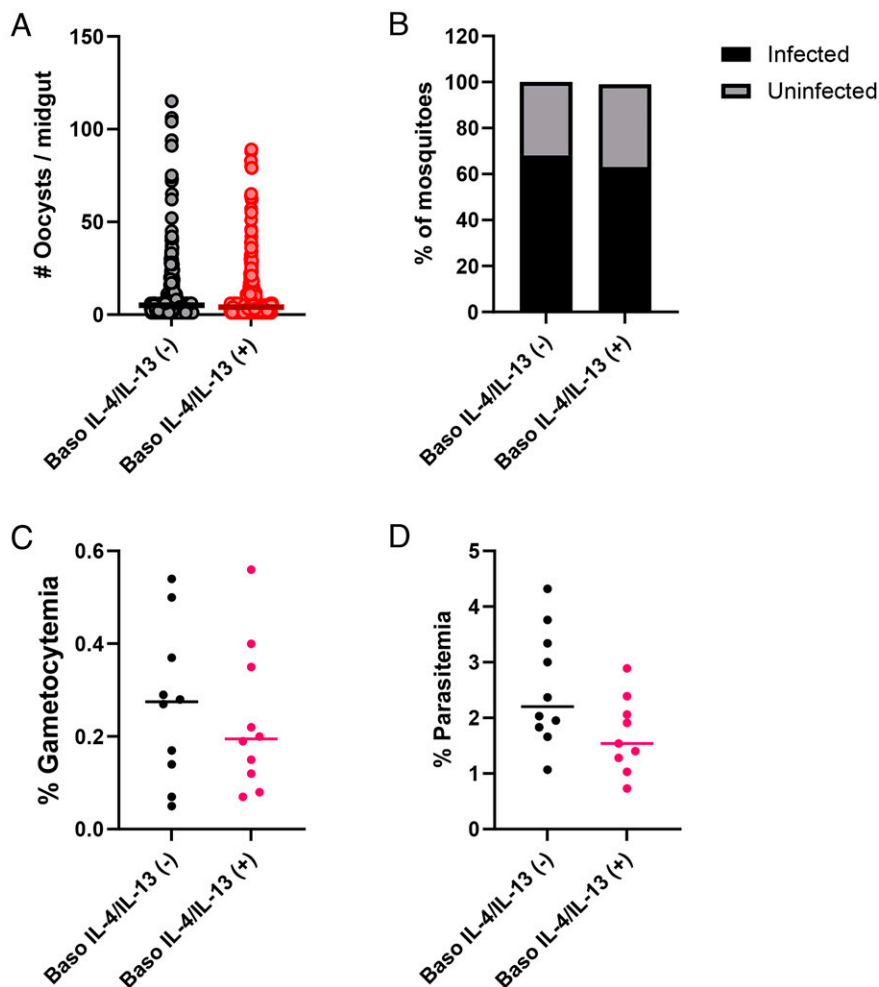 A
# Oocysts / midgut
150
100
50
0
Baso IL-4/IL-13 (-)
Baso IL-4/IL-13 (+)
B
% of mosquitoes
120
100
80
60
40
20
0
Baso IL-4/IL-13 (-)
Baso IL-4/IL-13 (+)
Infected
Uninfected
C
% Gametocytemia
0.6
0.4
0.2
0.0
Baso IL-4/IL-13 (-)
Baso IL-4/IL-13 (+)
D
% Parasitemia
5
4
3
2
1
0
Baso IL-4/IL-13 (-)
Baso IL-4/IL-13 (+)